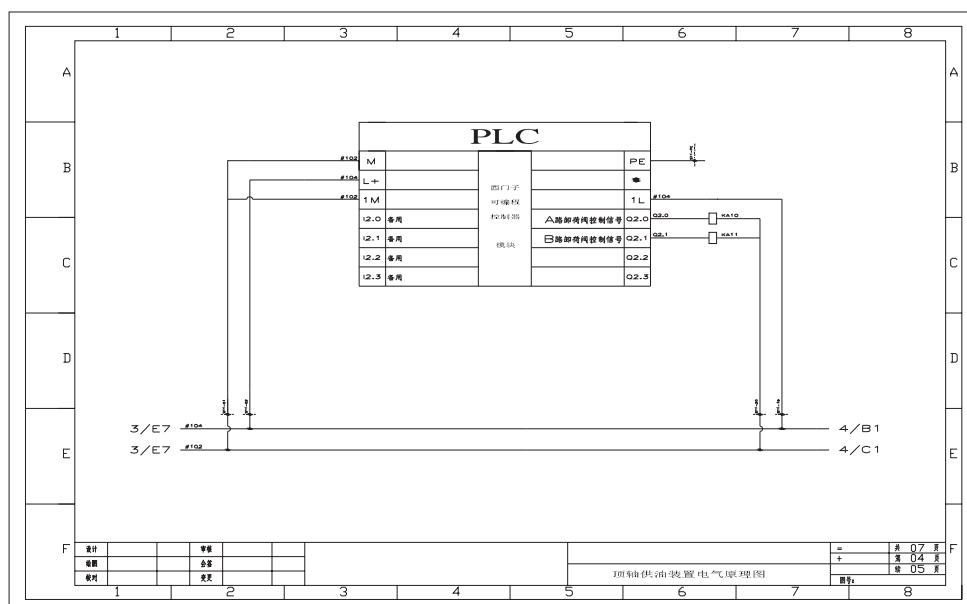 1 2 3 4 5 6 7 8
A A
PLC
#102 M PE
B B
#104 L+ 西门子
#102 1M 可编程 1L #104
I2.0 备用 控制器 A路卸荷阀控制信号 Q2.0 Q2.0 KA10
I2.1 备用 模块 B路卸荷阀控制信号 Q2.1 Q2.1 KA11
I2.2 备用 Q2.2
C C
I2.3 备用 Q2.3
D D
3/E7 #104 4/B1
3/E7 #102 4/C1
E E
F F
设计 审核 = 共 07 页
绘图 会签 + 第 04 页
校对 变更 顶轴供油装置电气原理图 续 05 页
图号:
1 2 3 4 5 6 7 8